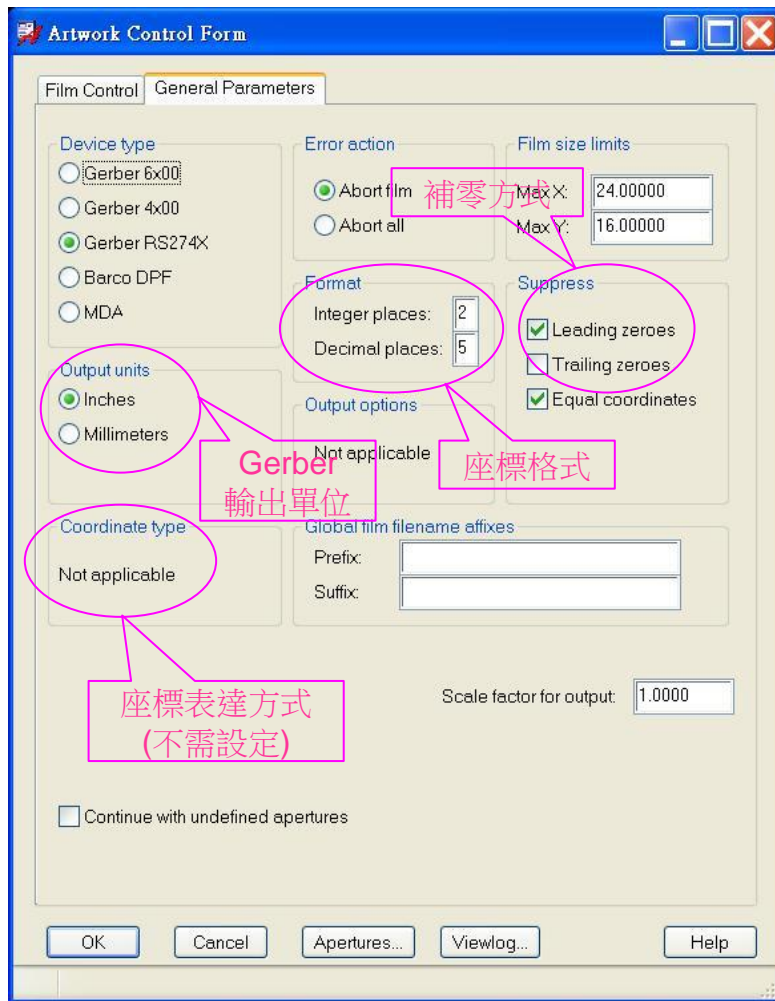 Artwork Control Form
Film Control
General Parameters
Device type
Gerber 6x00
Gerber 4x00
Gerber RS274X
Barco DPF
MDA
Error action
Abort film
Abort all
Film size limits
Max X: 24.00000
Max Y: 16.00000
補零方式
Format
Integer places: 2
Decimal places: 5
Suppress
Leading zeroes
Trailing zeroes
Equal coordinates
Output units
Inches
Millimeters
Output options
Not applicable
Gerber
輸出單位
座標格式
Coordinate type
Not applicable
Global film filename affixes
Prefix:
Suffix:
座標表達方式
(不需設定)
Scale factor for output: 1.0000
Continue with undefined apertures
OK
Cancel
Apertures...
Viewlog...
Help